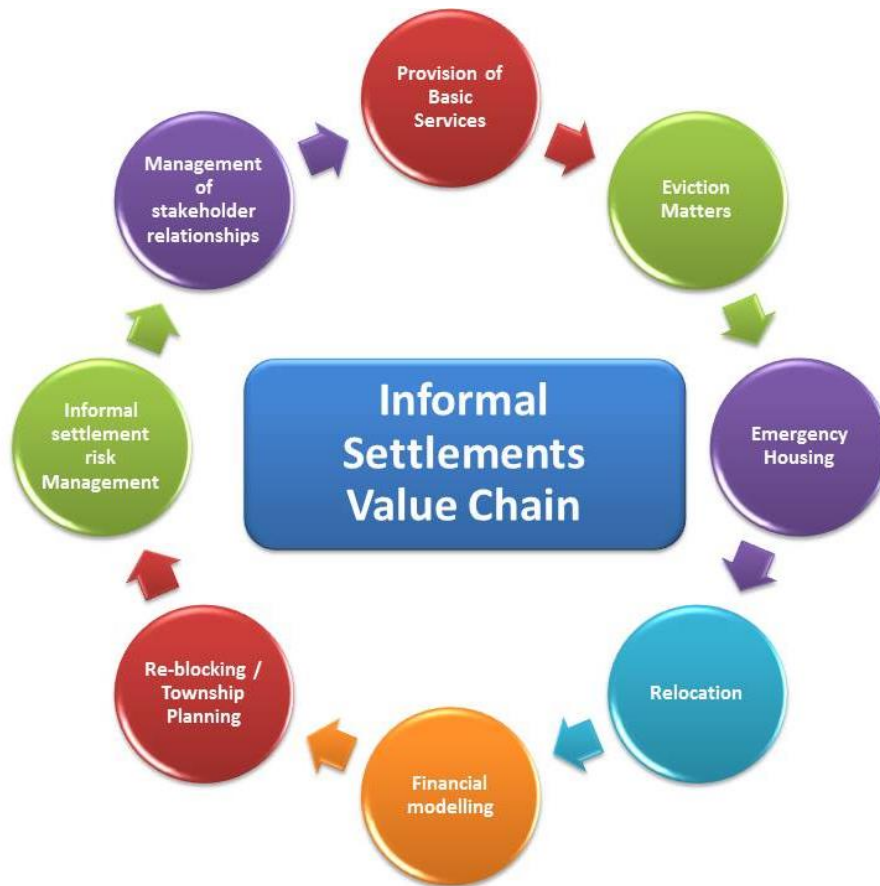 Provision of
Basic
Services
Eviction
Matters
Emergency
Housing
Relocation
Financial
modelling
Re-blocking /
Township
Planning
Informal
settlement
risk
Management
Management
of
stakeholder
relationships
Informal
Settlements
Value Chain